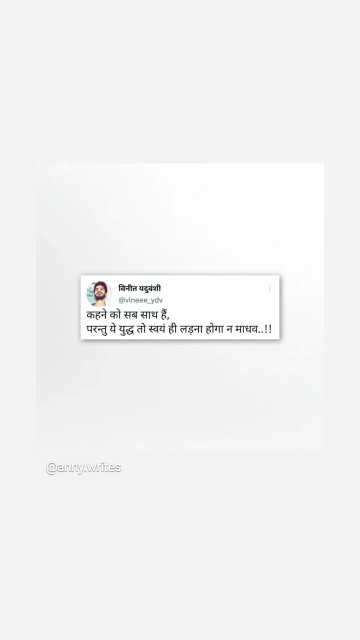 विनीत यदुवंशी
@vineee_ydv
कहने को सब साथ हैं,
परन्तु ये युद्ध तो स्वयं ही लड़ना होगा न माधव..!!
@anny.writes